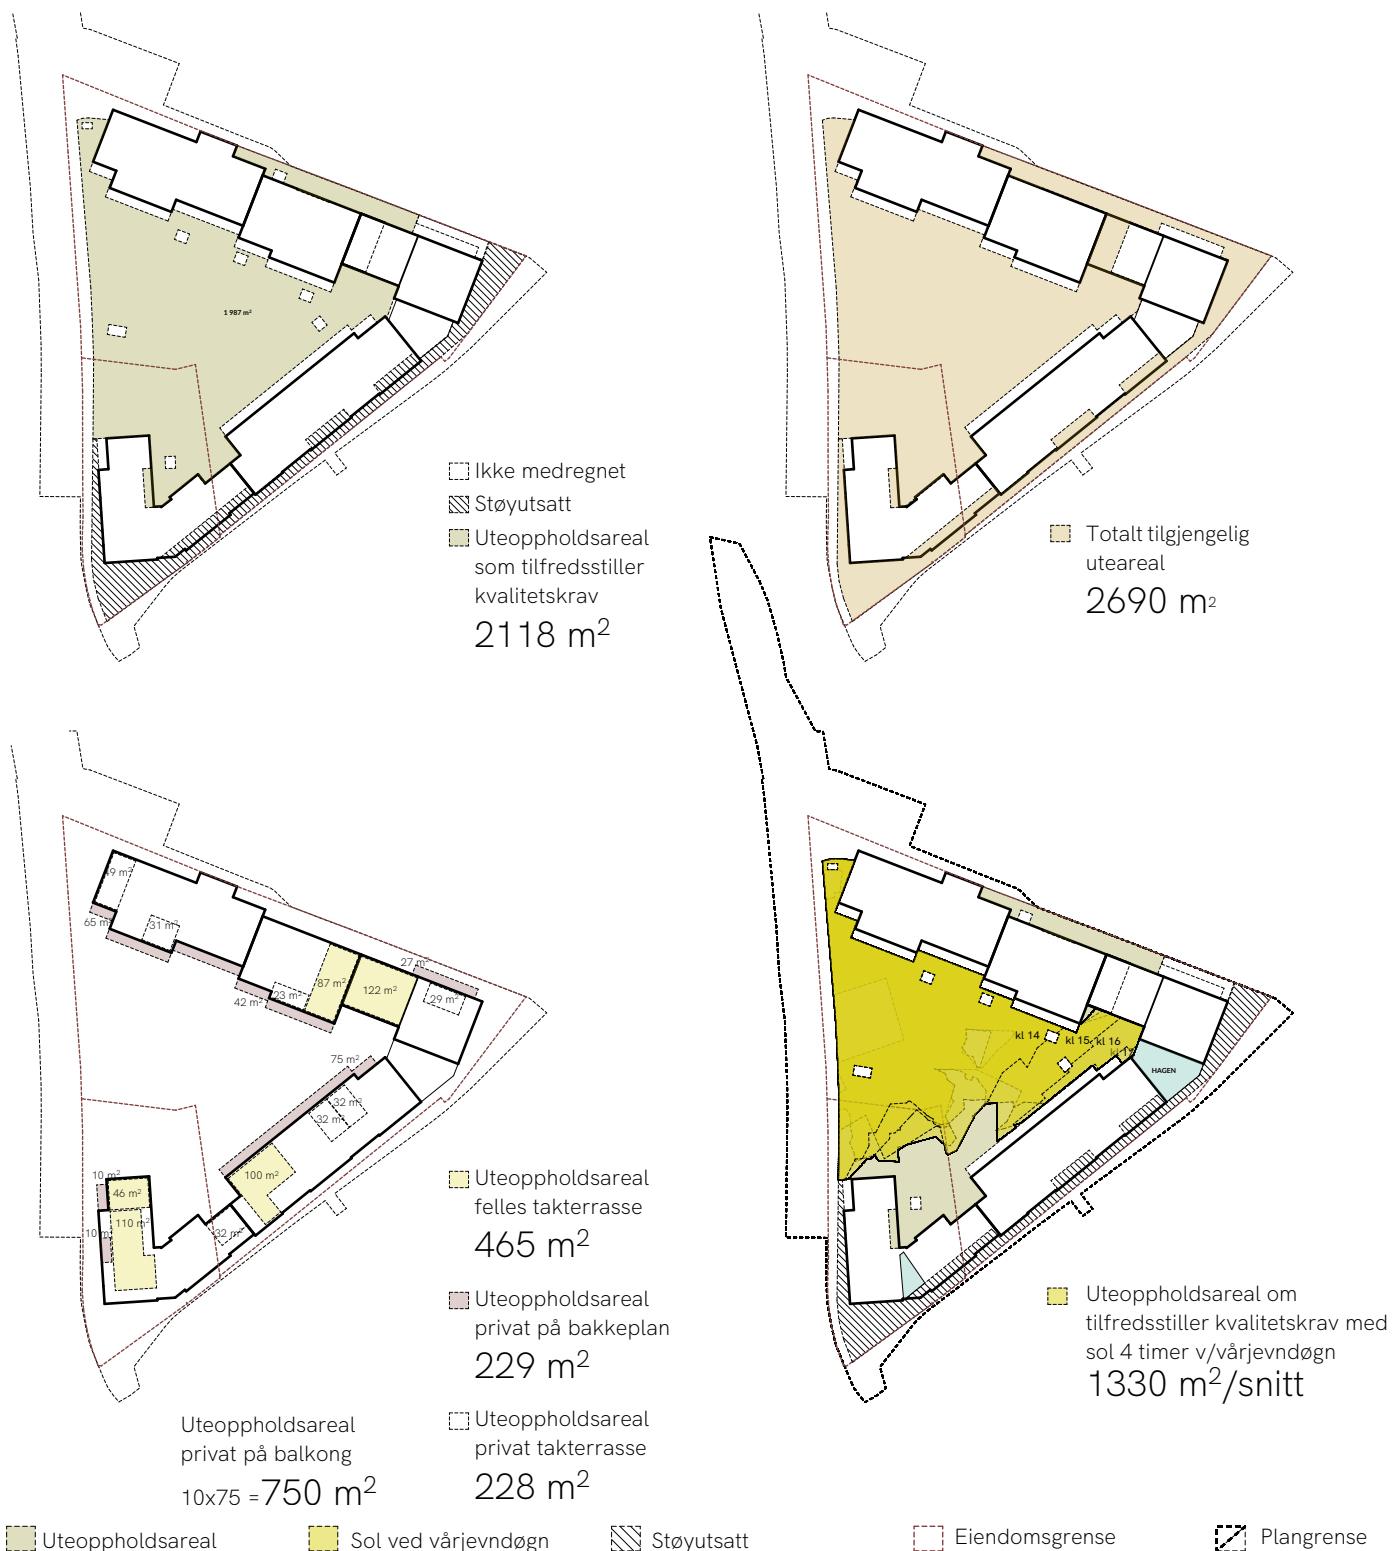 1 987 m²
Ikke medregnet
Støyutsatt
Uteoppholdsareal
som tilfredsstiller
kvalitetskrav
2118 m²
Totalt tilgjengelig
uteareal
2690 m²
49 m²
65 m²
31 m²
42 m²
23 m²
87 m²
122 m²
27 m²
29 m²
75 m²
32 m²
32 m²
100 m²
10 m²
46 m²
110 m²
10 m²
32 m²
Uteoppholdsareal
felles takterrasse
465 m²
Uteoppholdsareal
privat på bakkeplan
229 m²
Uteoppholdsareal
privat takterrasse
228 m²
Uteoppholdsareal
privat på balkong
10x75 = 750 m²
kl 14
kl 15
kl 16
HAGEN
Uteoppholdsareal om
tilfredsstiller kvalitetskrav med
sol 4 timer v/vårjevndøgn
1330 m²/snitt
Uteoppholdsareal
Sol ved vårjevndøgn
Støyutsatt
Eiendomsgrense
Plangrense